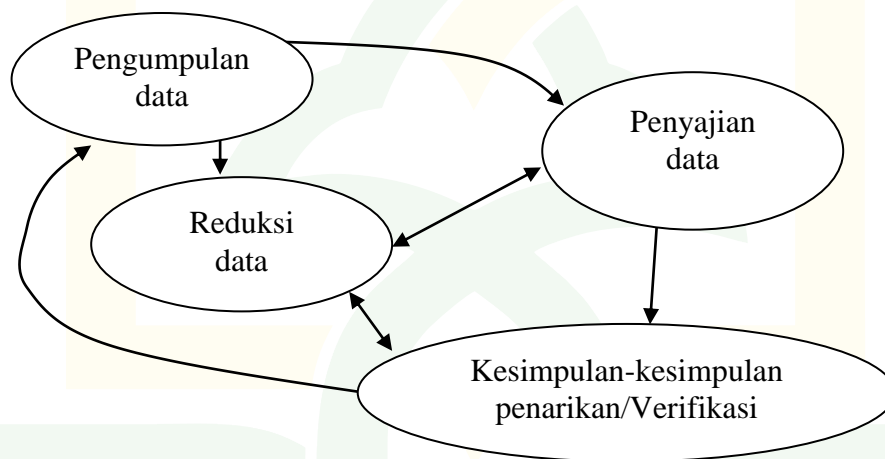 Pengumpulan
data
Penyajian
data
Reduksi
data
Kesimpulan-kesimpulan
penarikan/Verifikasi